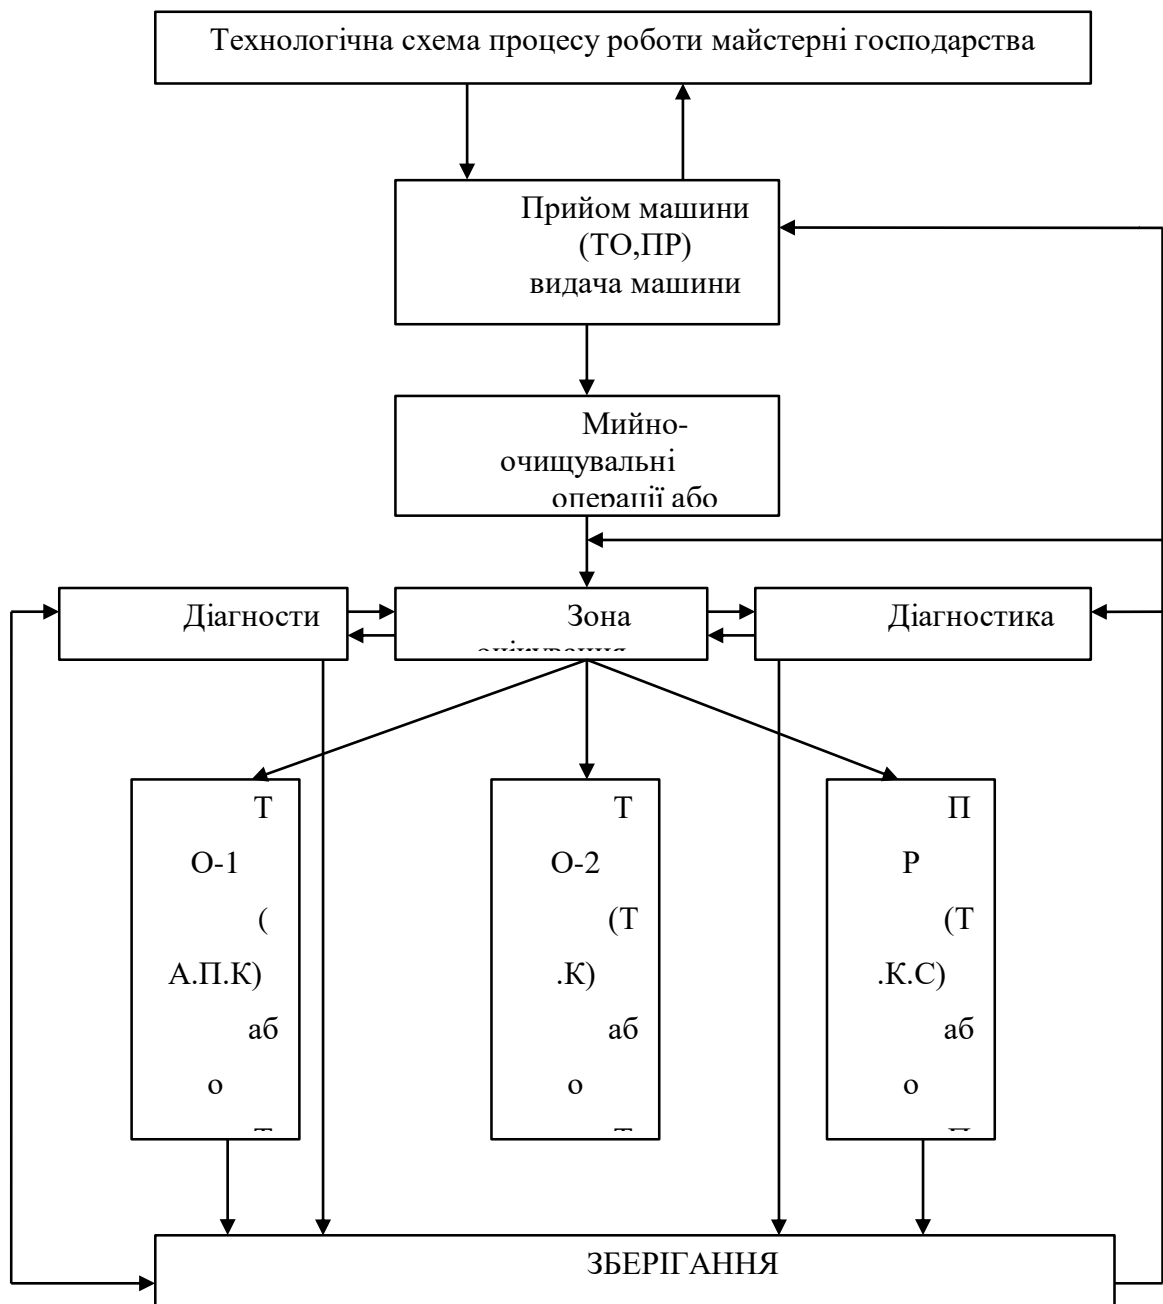 Технологічна схема процесу роботи майстерні господарства
Прийом машини
(ТО,ПР)
видача машини
Мийно-
очищувальні
операції або
Діагности
Зона
очікування
Діагностика
Т
О-1
(
А.П.К)
аб
о
Т
О-2
(Т
.К)
аб
о
П
Р
(Т
.К.С)
аб
о
ЗБЕРІГАННЯ